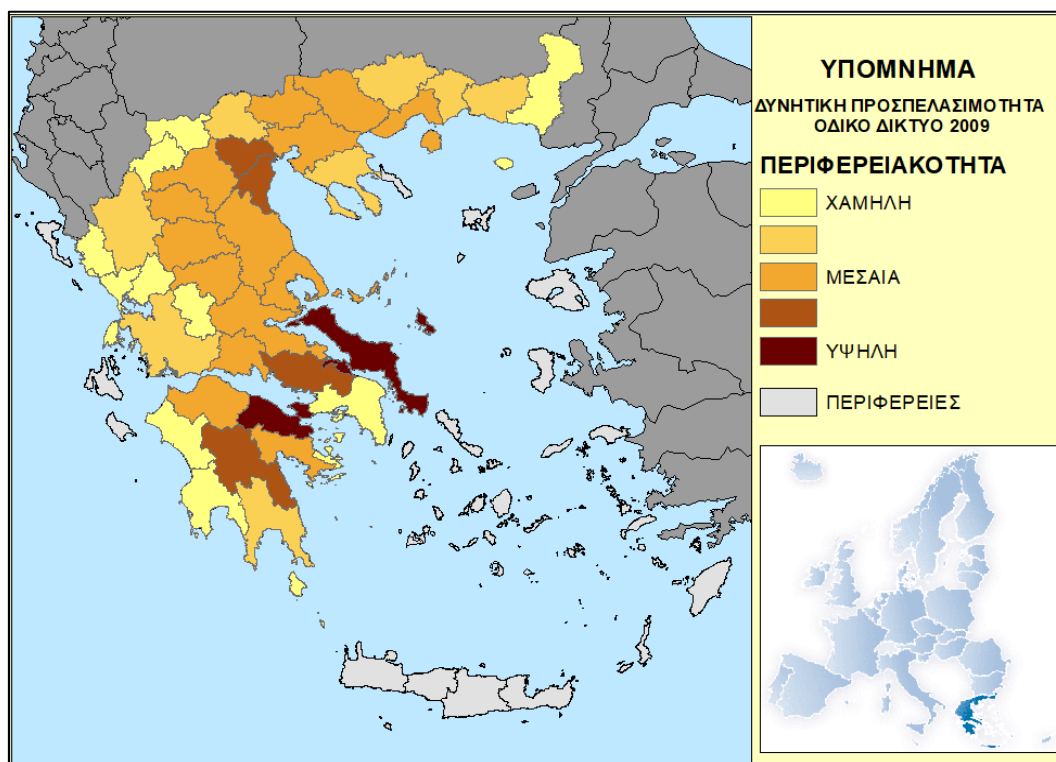 ΥΠΟΜΝΗΜΑ
ΔΥΝΗΤΙΚΗ ΠΡΟΣΠΕΛΑΣΙΜΟΤΗΤΑ
ΟΔΙΚΟ ΔΙΚΤΥΟ 2009
ΠΕΡΙΦΕΡΕΙΑΚΟΤΗΤΑ
ΧΑΜΗΛΗ
ΜΕΣΑΙΑ
ΥΨΗΛΗ
ΠΕΡΙΦΕΡΕΙΕΣ